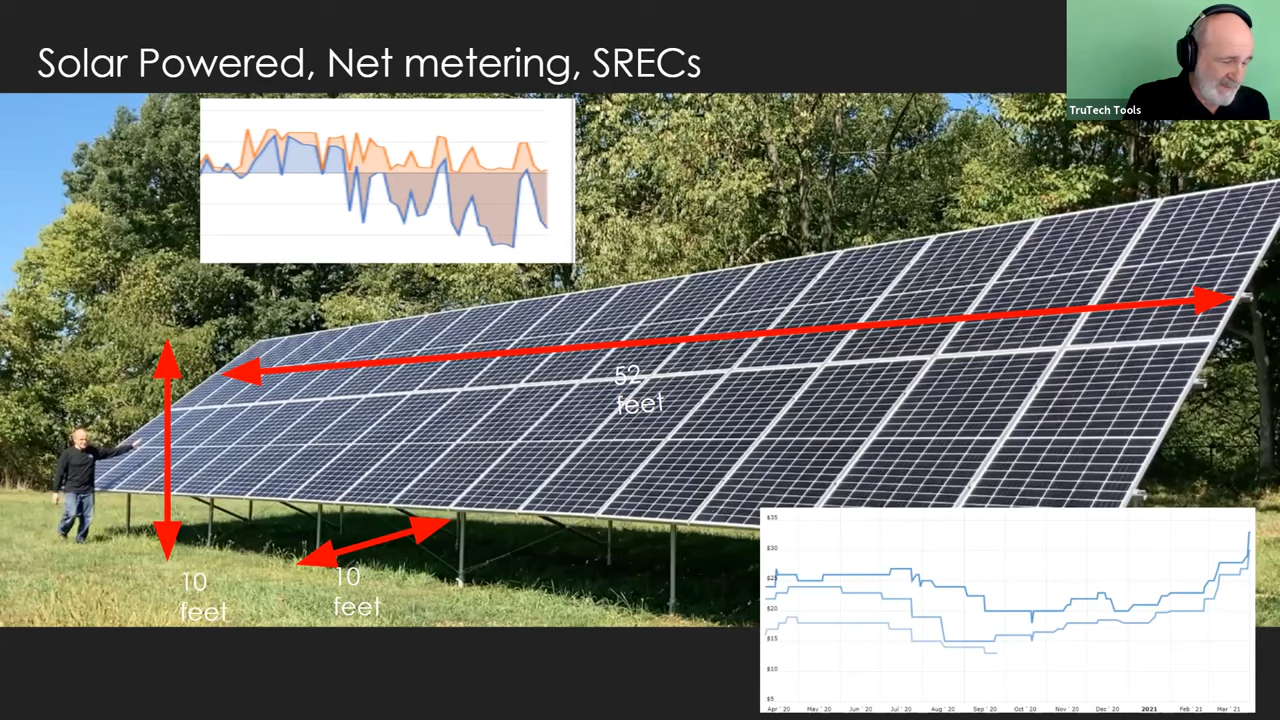 Solar Powered, Net metering, SRECs
TruTech Tools
52
feet
10
feet
10
feet
$35
$30
$25
$20
$15
$10
$5
Apr ' 20 May ' 20 Jun ' 20 Jul ' 20 Aug ' 20 Sep ' 20 Oct ' 20 Nov ' 20 Dec ' 20 2021 Feb ' 21 Mar ' 21